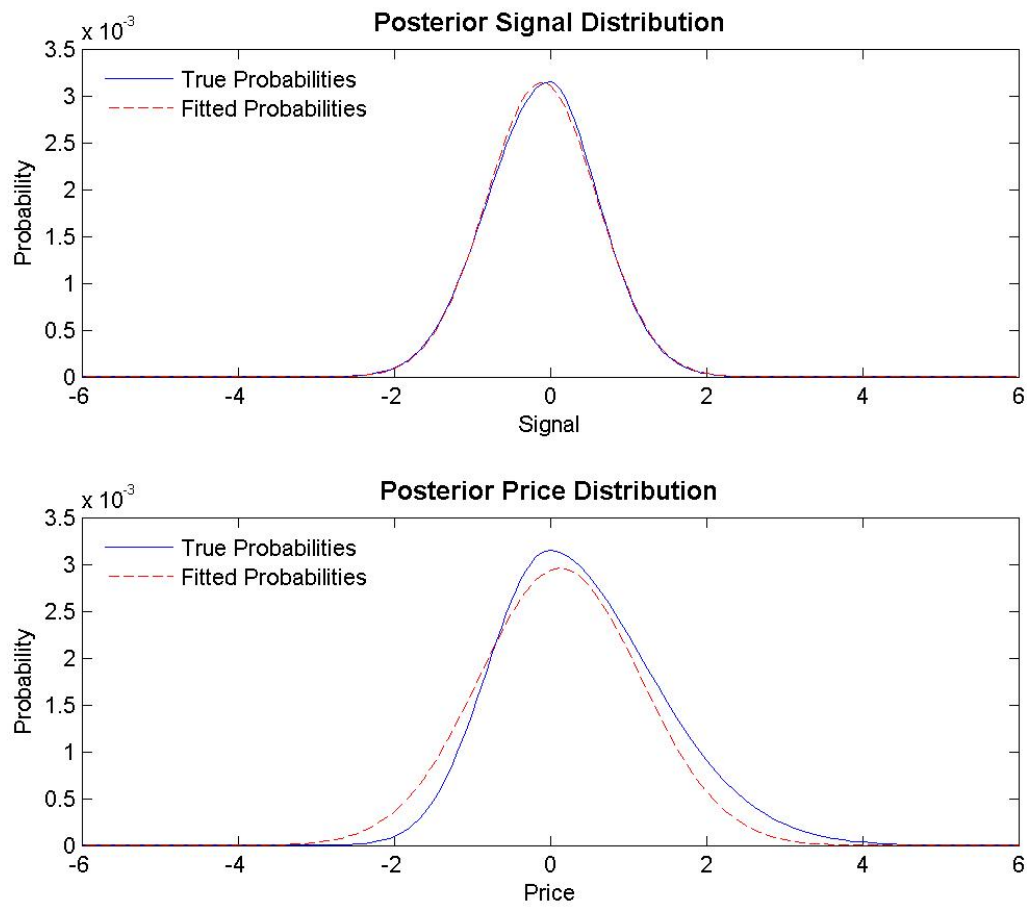 Posterior Signal Distribution
x 10-3
3.5
3
2.5
2
1.5
1
0.5
0
Probability
True Probabilities
Fitted Probabilities
-6 -4 -2 0 2 4 6
Signal
Posterior Price Distribution
x 10-3
3.5
3
2.5
2
1.5
1
0.5
0
Probability
True Probabilities
Fitted Probabilities
-6 -4 -2 0 2 4 6
Price